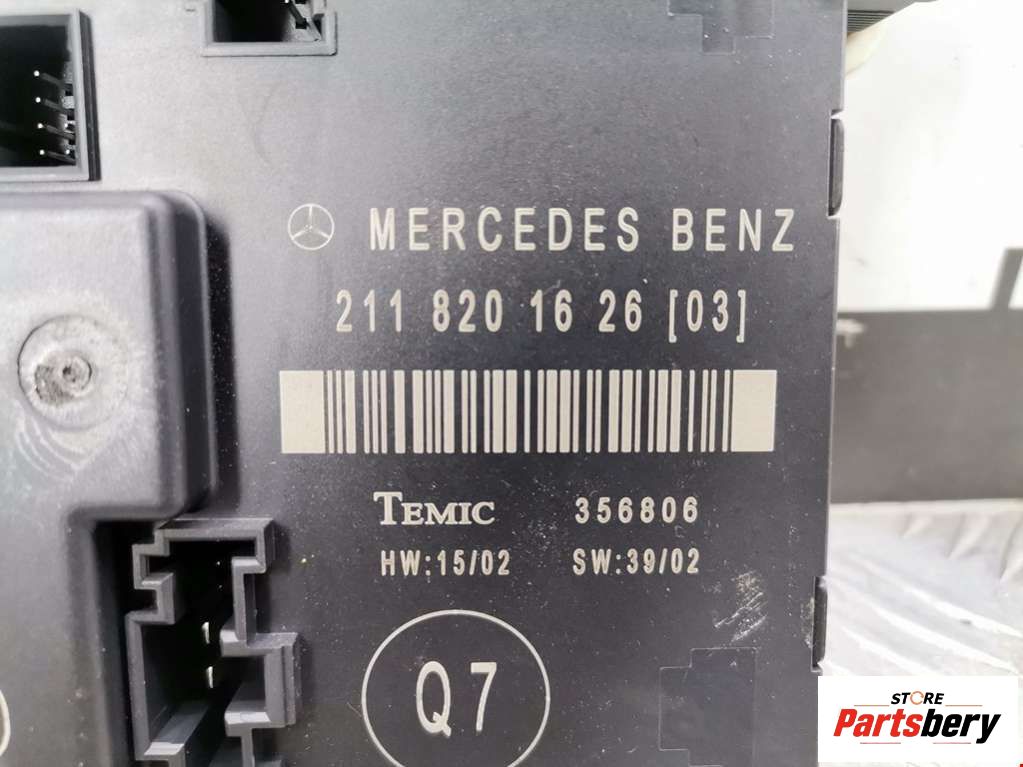 MERCEDES BENZ
211 820 16 26 [03]
TEMIC 356806
HW:15/02 SW:39/02
Q7
STORE
Partsbery